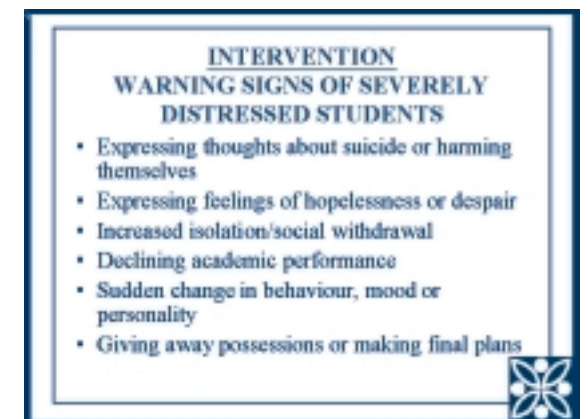 INTERVENTION
WARNING SIGNS OF SEVERELY
DISTRESSED STUDENTS
• Expressing thoughts about suicide or harming
themselves
• Expressing feelings of hopelessness or despair
• Increased isolation/social withdrawal
• Declining academic performance
• Sudden change in behaviour, mood or
personality
• Giving away possessions or making final plans